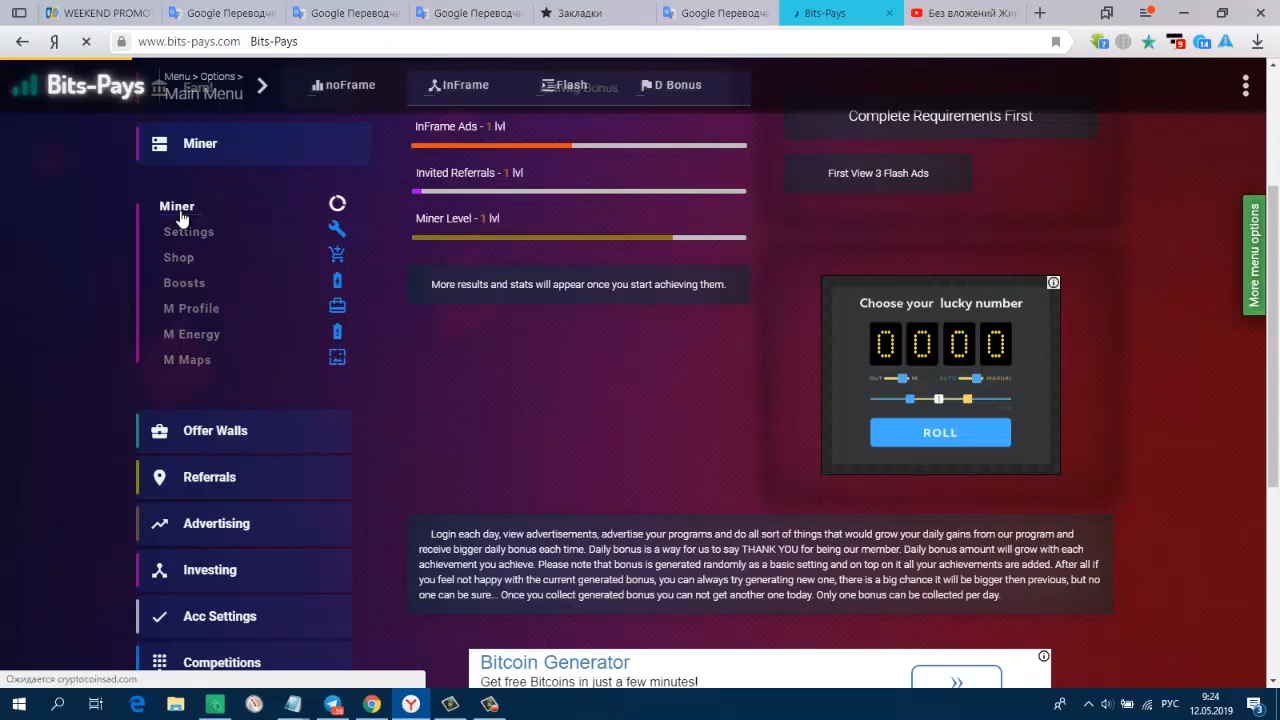 WEEKEND PROMO
Google Переводчи
Google Переводчи
Google Переводчи
Закладки
Google Переводчи
Bits-Pays
Без вложений Жи
www.bits-pays.com Bits-Pays
Bits-Pays
Menu > Options >
Main Menu
noFrame
InFrame
Flash
D Bonus
Complete Requirements First
First View 3 Flash Ads
Miner
Miner
Settings
Shop
Boosts
M Profile
M Energy
M Maps
Offer Walls
Referrals
Advertising
Investing
Acc Settings
Competitions
InFrame Ads - 1 lvl
Invited Referrals - 1 lvl
Miner Level - 1 lvl
More results and stats will appear once you start achieving them.
More menu options
Choose your lucky number
0 0 0 0
OUT IN AUTO MANUAL
ROLL
Login each day, view advertisements, advertise your programs and do all sort of things that would grow your daily gains from our program and
receive bigger daily bonus each time. Daily bonus is a way for us to say THANK YOU for being our member. Daily bonus amount will grow with each
achievement you achieve. Please note that bonus is generated randomly as a basic setting and on top on it all your achievements are added. After all if
you feel not happy with the current generated bonus, you can always try generating new one, there is a big chance it will be bigger then previous, but no
one can be sure... Once you collect generated bonus you can not get another one today. Only one bonus can be collected per day.
Bitcoin Generator
Get free Bitcoins in just a few minutes!
Ожидается cryptocoinsad.com
РУС
9:24
12.05.2019